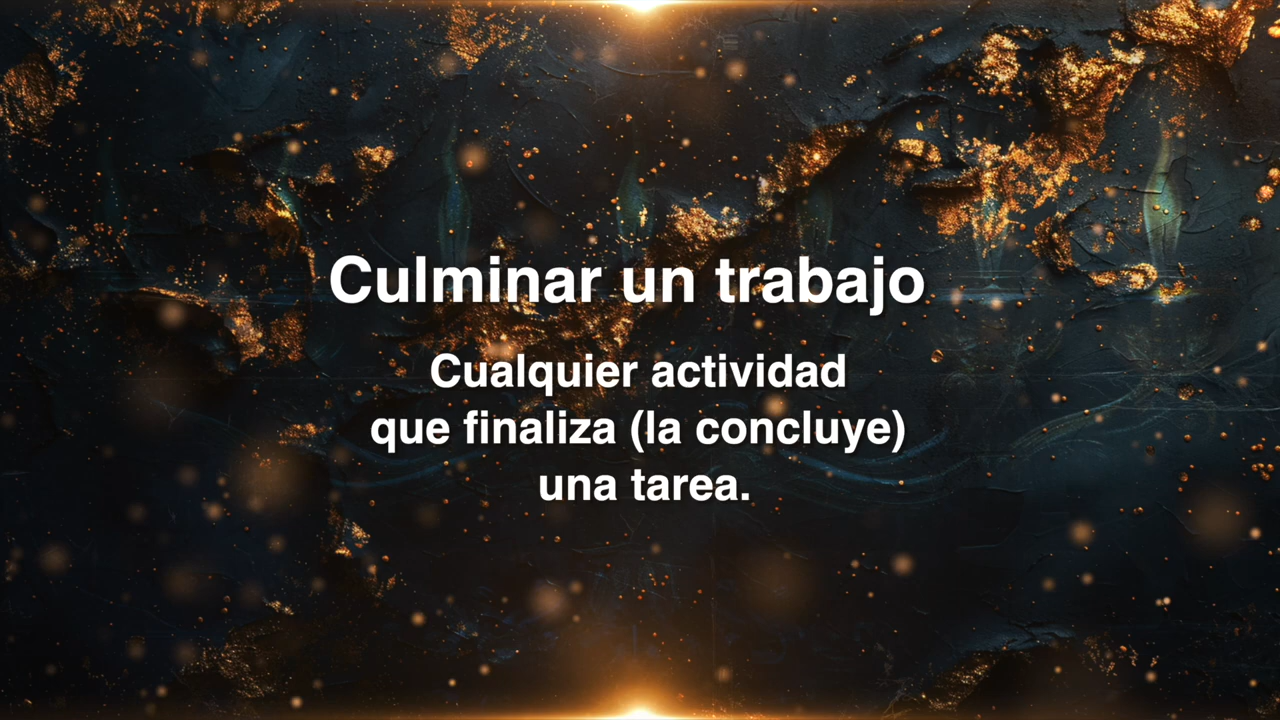 Culminar un trabajo
Cualquier actividad
que finaliza (la concluye)
una tarea.